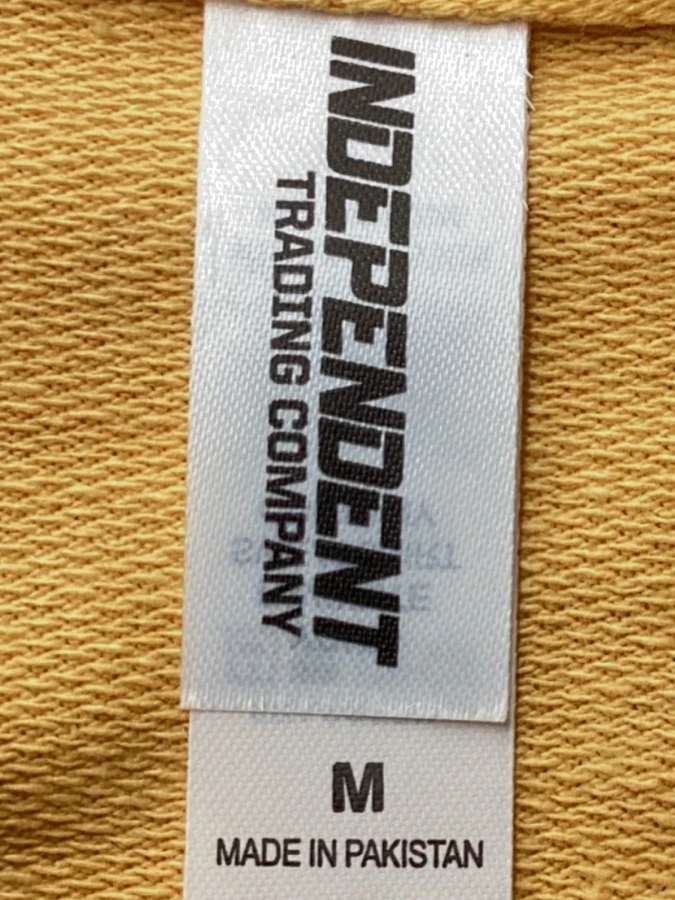 INDEPENDENT
TRADING COMPANY
M
MADE IN PAKISTAN